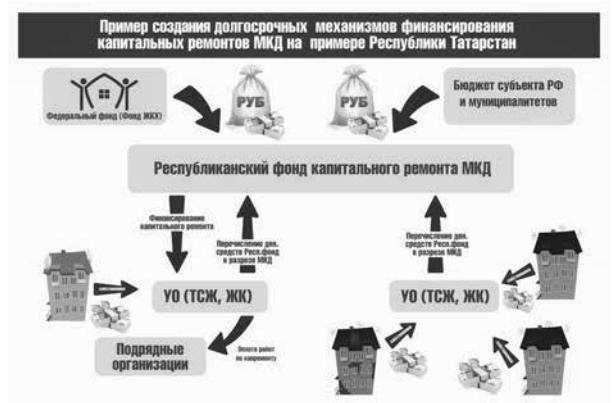 Пример создания долгосрочных механизмов финансирования
капитальных ремонтов МКД на примере Республики Татарстан
РУБ
РУБ
Федеральный фонд (Фонд ЖКХ)
Бюджет субъекта РФ
и муниципалитетов
Республиканский фонд капитального ремонта МКД
Финансирование
капитального ремонта
Перечисление ден.
средств Респ.фонд
в разрезе МКД
Перечисление ден.
средств Респ.фонд
в разрезе МКД
УО (ТСЖ, ЖК)
УО (ТСЖ, ЖК)
Подрядные
организации
Оплата работ
по капремонту